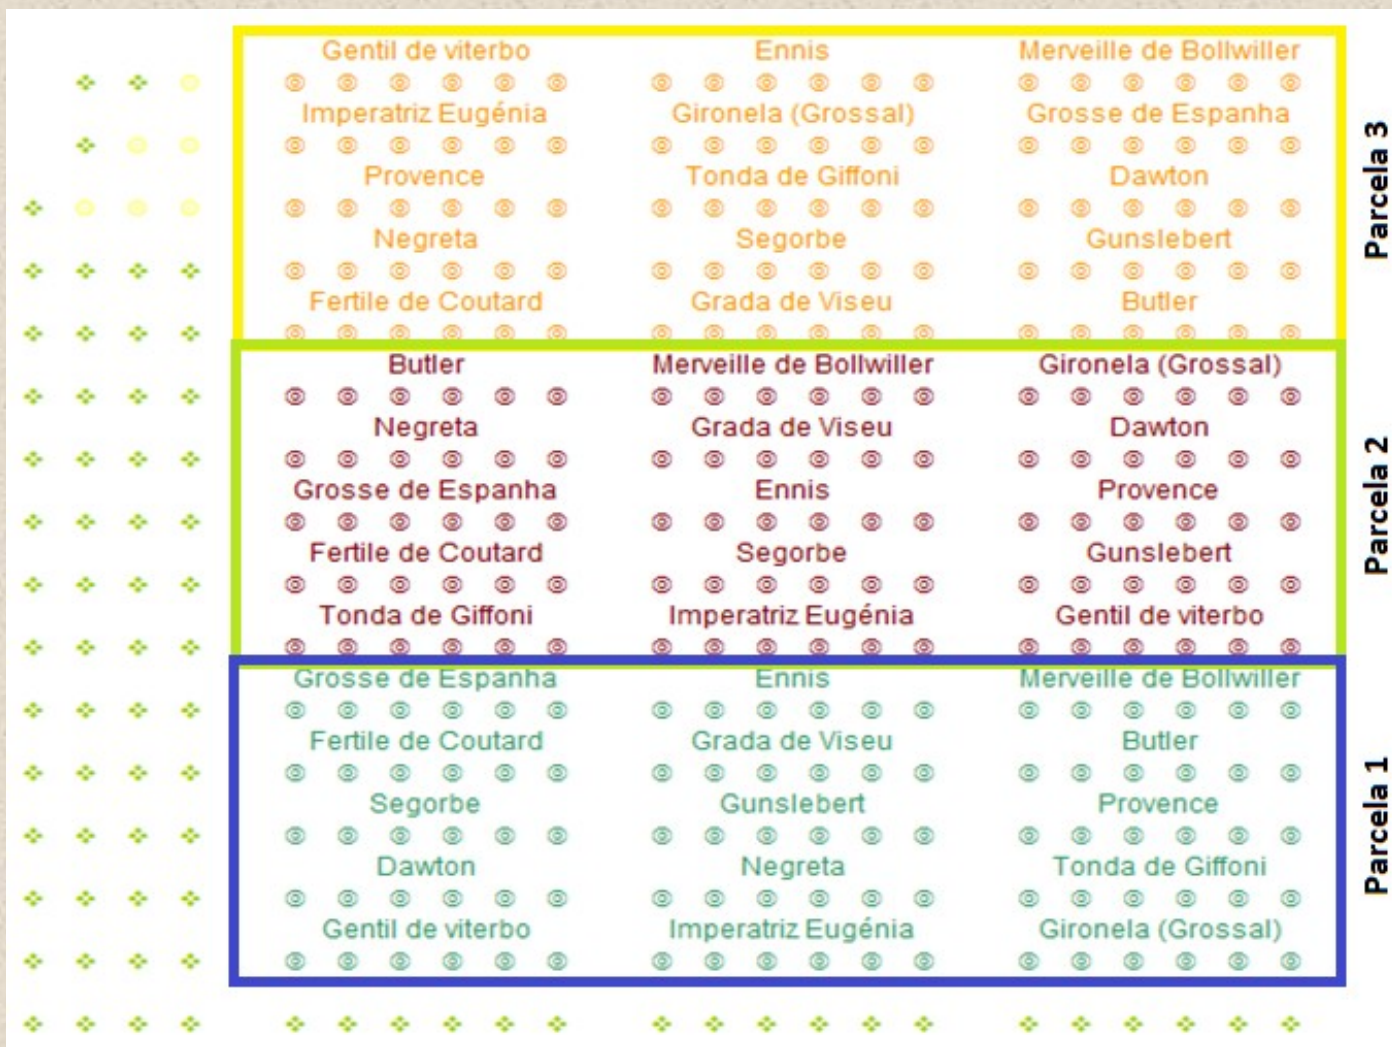 Gentil de viterbo Ennis Merveille de Bollwiller
Imperatriz Eugénia Gironela (Grossal) Grosse de Espanha
Provence Tonda de Giffoni Dawton
Negreta Segorbe Gunslebert
Fertile de Coutard Grada de Viseu Butler
Parcela 3
Butler Merveille de Bollwiller Gironela (Grossal)
Negreta Grada de Viseu Dawton
Grosse de Espanha Ennis Provence
Fertile de Coutard Segorbe Gunslebert
Tonda de Giffoni Imperatriz Eugénia Gentil de viterbo
Parcela 2
Grosse de Espanha Ennis Merveille de Bollwiller
Fertile de Coutard Grada de Viseu Butler
Segorbe Gunslebert Provence
Dawton Negreta Tonda de Giffoni
Gentil de viterbo Imperatriz Eugénia Gironela (Grossal)
Parcela 1